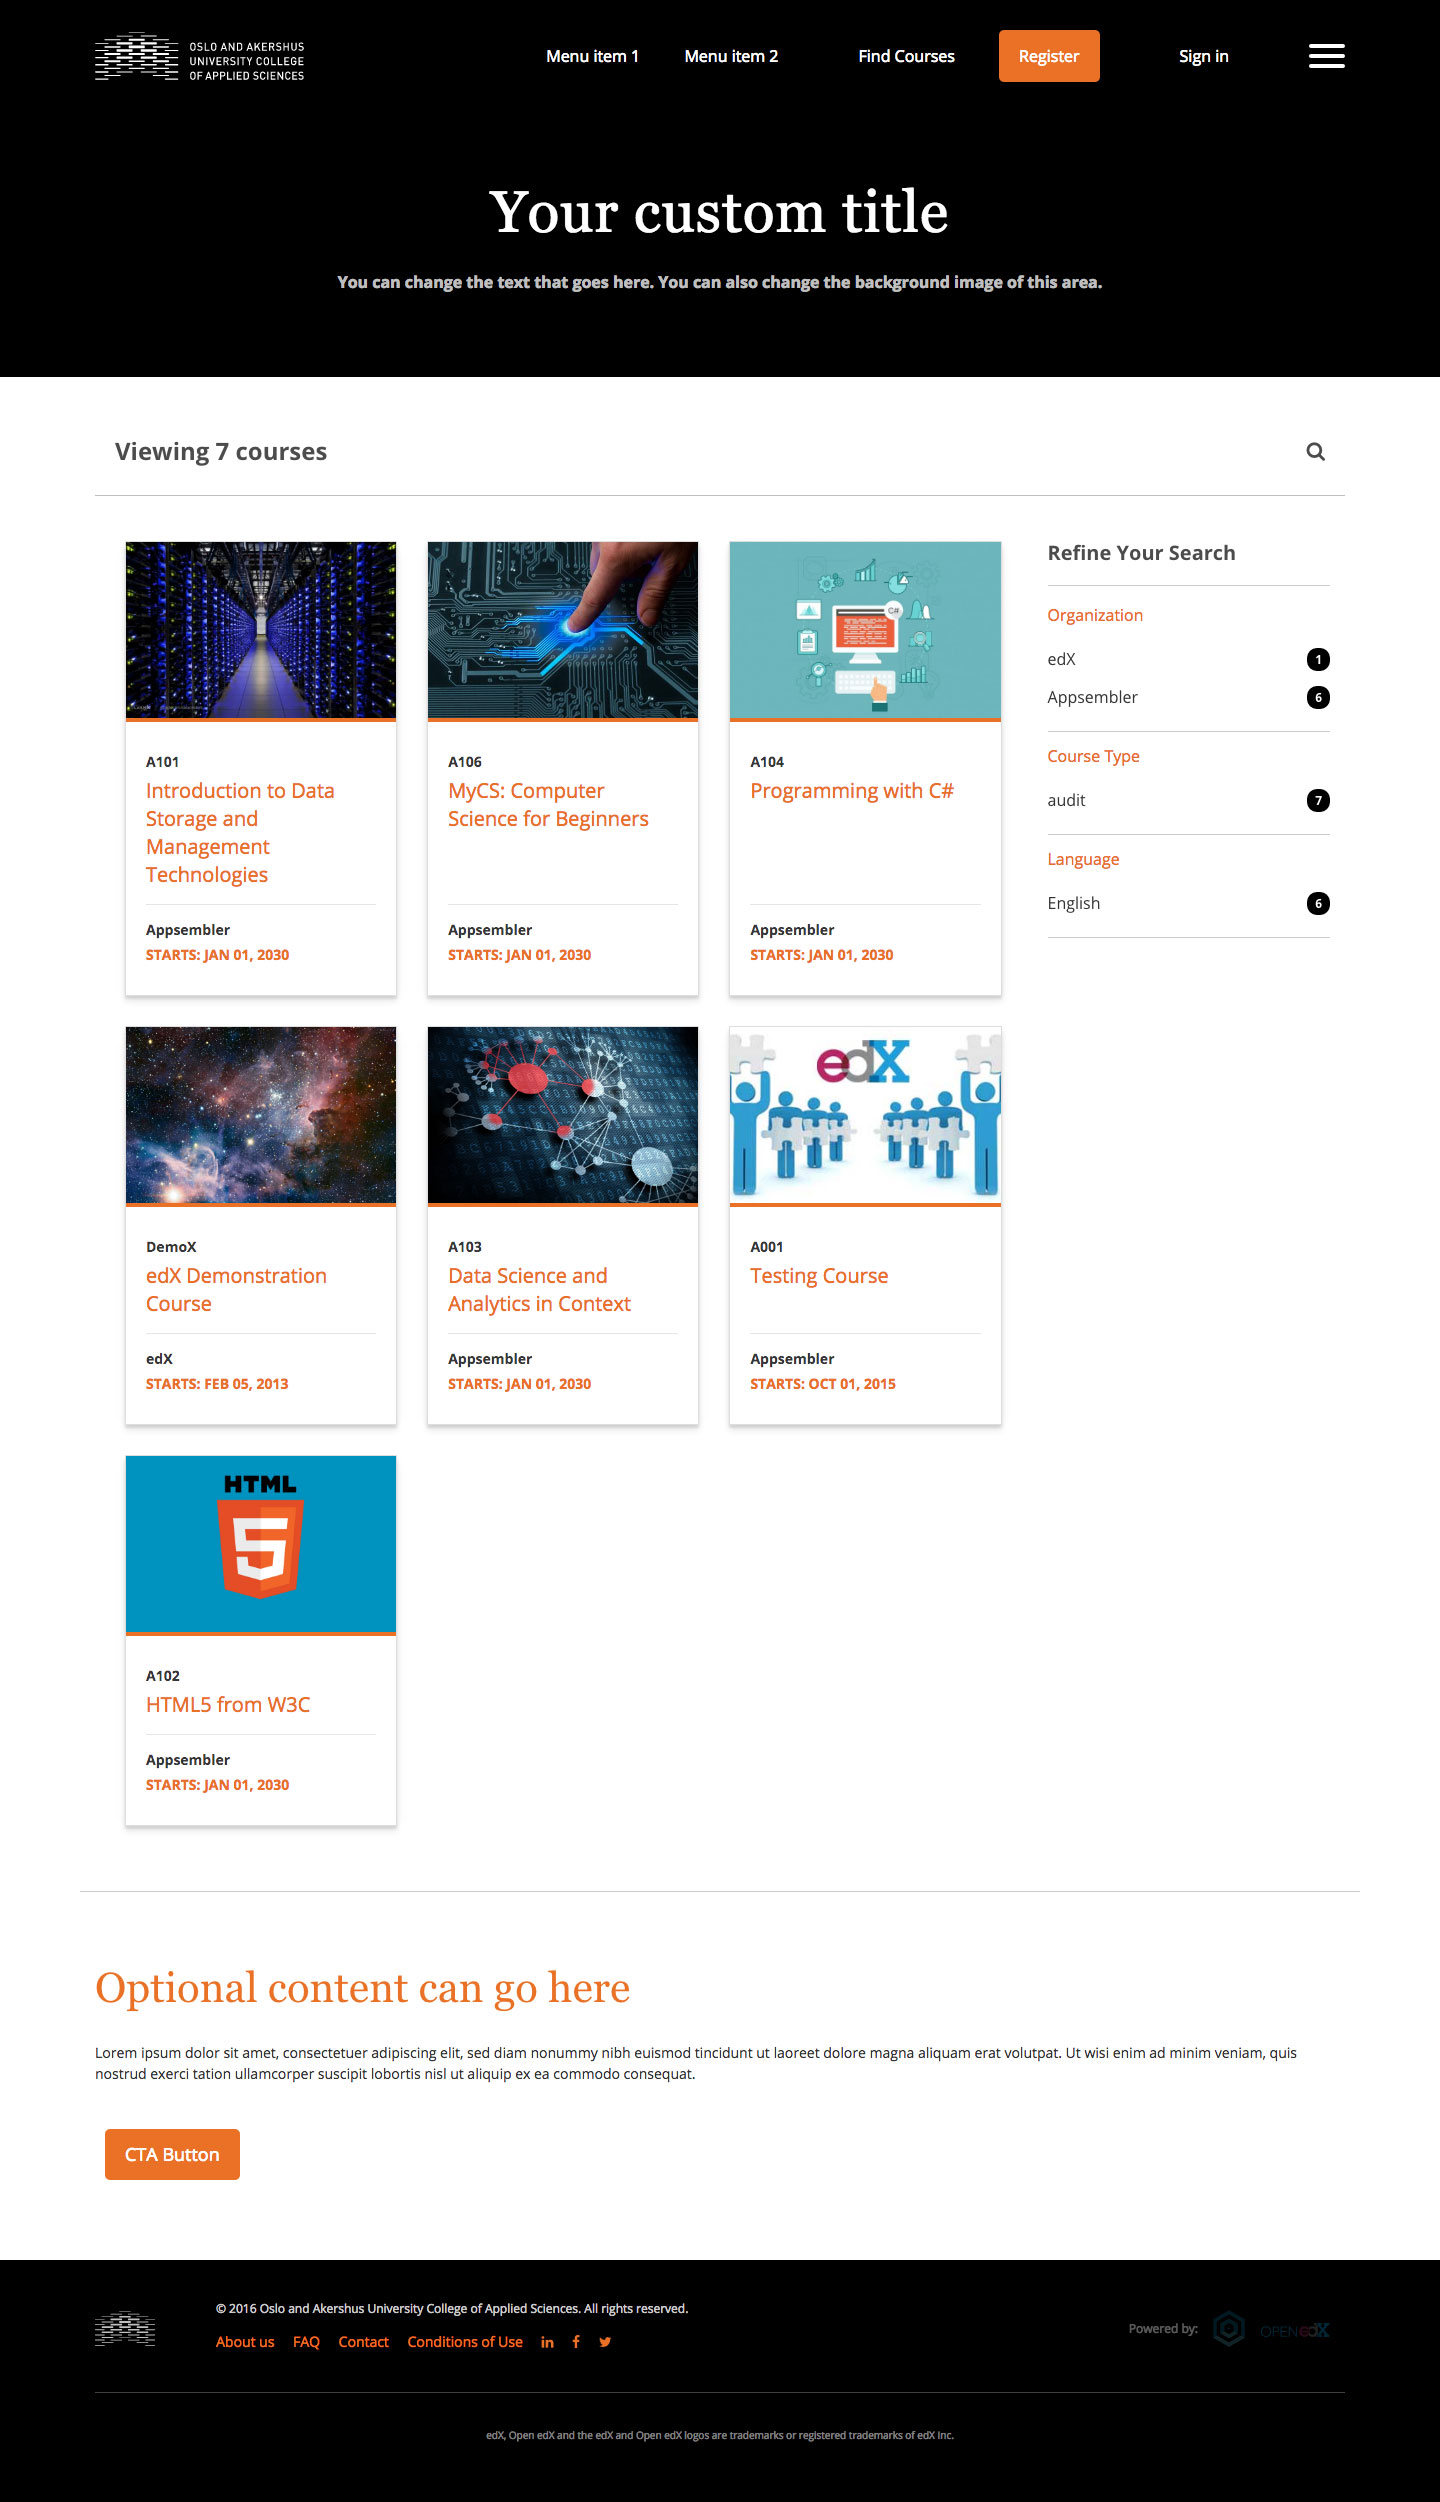 OSLO AND AKERSHUS
UNIVERSITY COLLEGE
OF APPLIED SCIENCES
Menu item 1
Menu item 2
Find Courses
Register
Sign in
Your custom title
You can change the text that goes here. You can also change the background image of this area.
Viewing 7 courses
A101
Introduction to Data
Storage and
Management
Technologies
Appsembler
STARTS: JAN 01, 2030
A106
MyCS: Computer
Science for Beginners
Appsembler
STARTS: JAN 01, 2030
C#
A104
Programming with C#
Appsembler
STARTS: JAN 01, 2030
Refine Your Search
Organization
edX 1
Appsembler 6
Course Type
audit 7
Language
English 6
DemoX
edX Demonstration
Course
edX
STARTS: FEB 05, 2013
A103
Data Science and
Analytics in Context
Appsembler
STARTS: JAN 01, 2030
edX
A001
Testing Course
Appsembler
STARTS: OCT 01, 2015
HTML
5
A102
HTML5 from W3C
Appsembler
STARTS: JAN 01, 2030
Optional content can go here
Lorem ipsum dolor sit amet, consectetuer adipiscing elit, sed diam nonummy nibh euismod tincidunt ut laoreet dolore magna aliquam erat volutpat. Ut wisi enim ad minim veniam, quis
nostrud exerci tation ullamcorper suscipit lobortis nisl ut aliquip ex ea commodo consequat.
CTA Button
© 2016 Oslo and Akershus University College of Applied Sciences. All rights reserved.
About us FAQ Contact Conditions of Use
Powered by:
OPEN edX
edX, Open edX and the edX and Open edX logos are trademarks or registered trademarks of edX Inc.